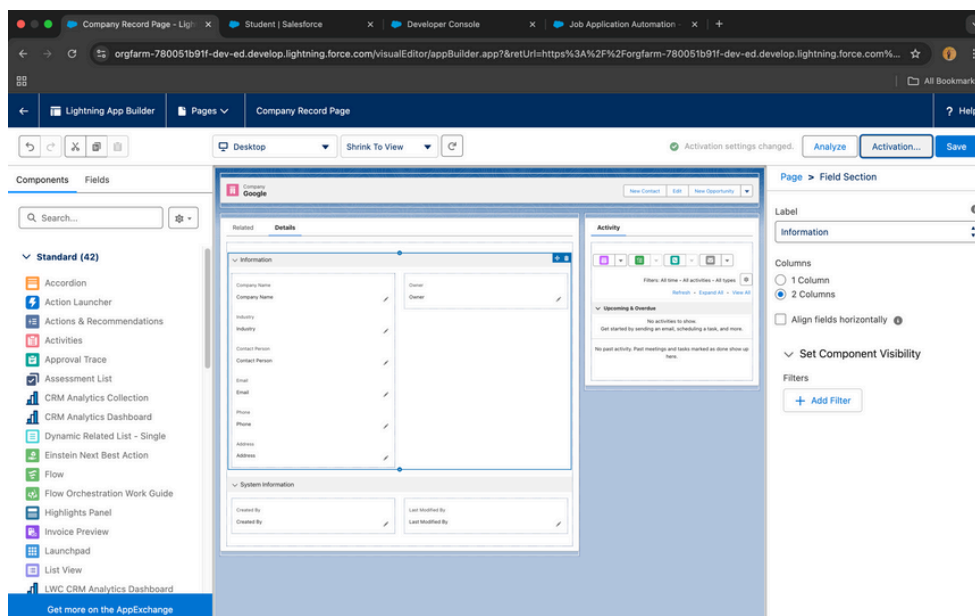 Company Record Page - Ligh
Student | Salesforce
Developer Console
Job Application Automation
orgfarm-780051b91f-dev-ed.develop.lightning.force.com/visualEditor/appBuilder.app?&retUrl=https%3A%2F%2Forgfarm-780051b91f-dev-ed.develop.lightning.force.com%...
All Bookmark
Lightning App Builder
Pages
Company Record Page
? Help
Desktop
Shrink To View
Activation settings changed.
Analyze
Activation...
Save
Components
Fields
Search...
Standard (42)
Accordion
Action Launcher
Actions & Recommendations
Activities
Approval Trace
Assessment List
CRM Analytics Collection
CRM Analytics Dashboard
Dynamic Related List - Single
Einstein Next Best Action
Flow
Flow Orchestration Work Guide
Highlights Panel
Invoice Preview
Launchpad
List View
LWC CRM Analytics Dashboard
Get more on the AppExchange
Company
Google
New Contact
Edit
New Opportunity
Related
Details
Information
Company Name
Company Name
Industry
Industry
Contact Person
Contact Person
Email
Email
Phone
Phone
Address
Address
Owner
Owner
System Information
Created By
Created By
Last Modified By
Last Modified By
Activity
Filters: All time • All activities • All types
Refresh • Expand All • View All
Upcoming & Overdue
No activities to show.
Get started by sending an email, scheduling a task, and more.
No past activity. Past meetings and tasks marked as done show up
here.
Page > Field Section
Label
Information
Columns
1 Column
2 Columns
Align fields horizontally
Set Component Visibility
Filters
+ Add Filter